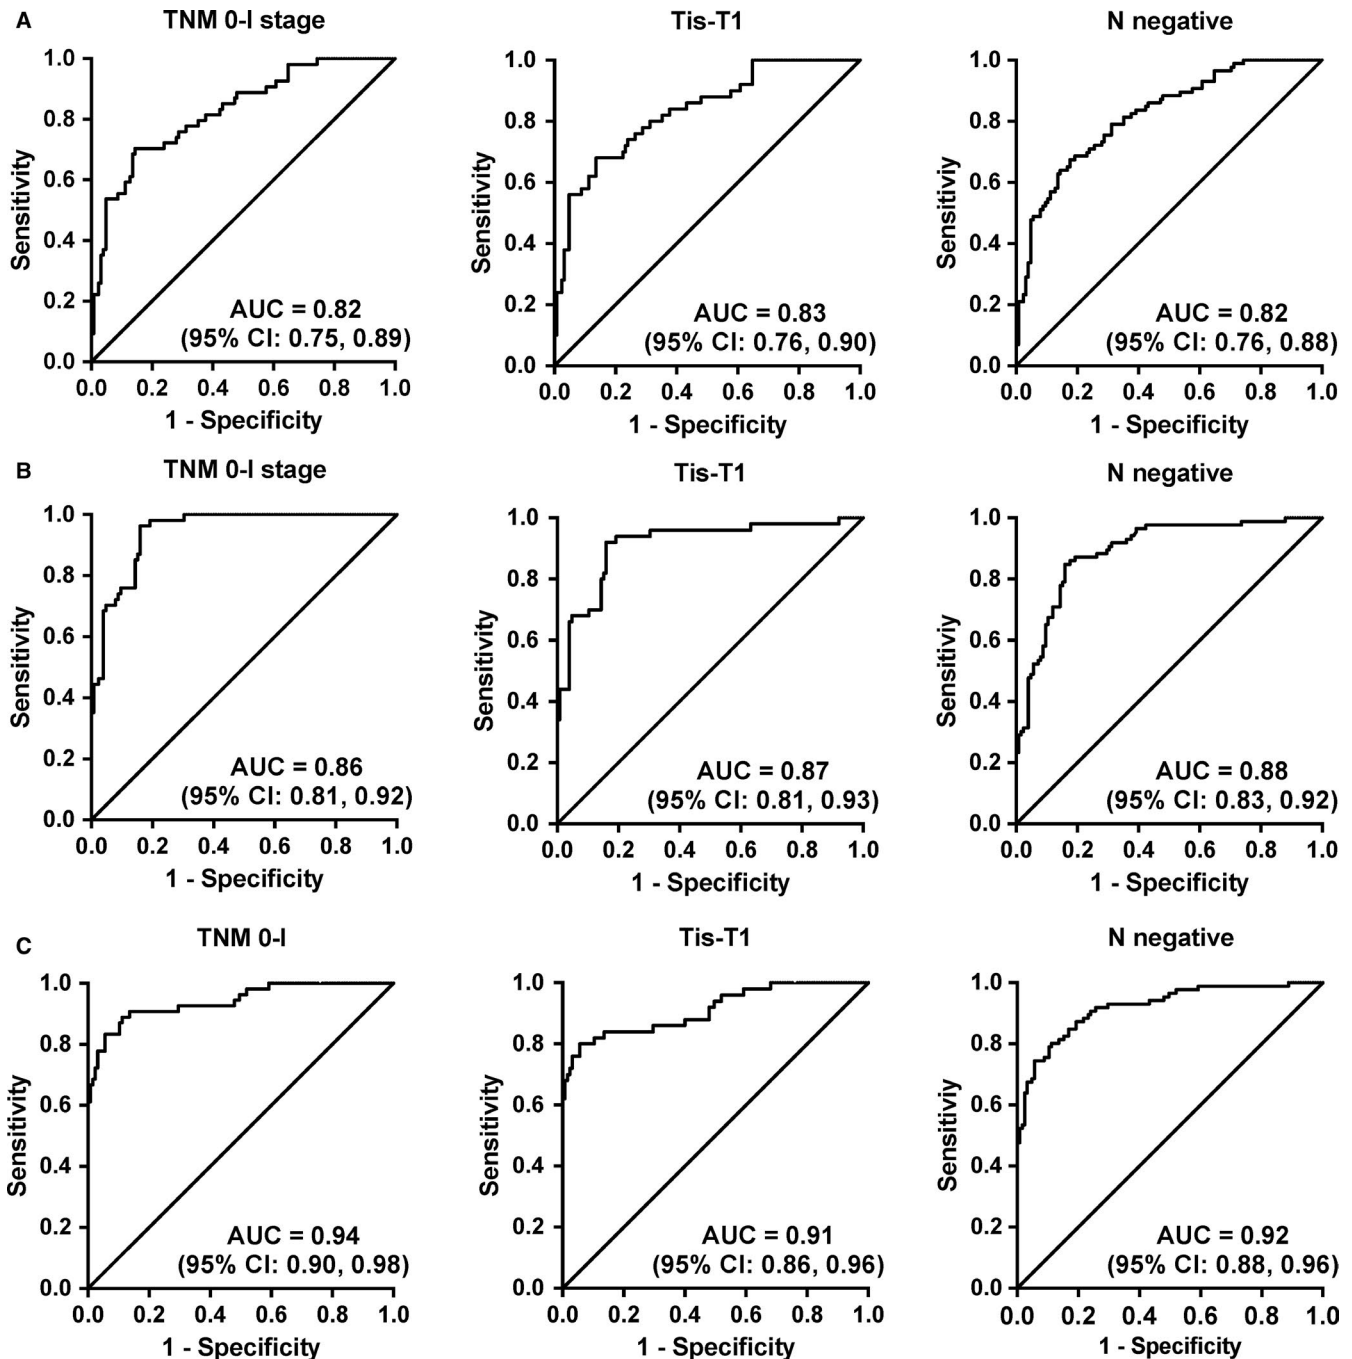 A
TNM 0-I stage
Tis-T1
N negative
1.0
0.8
0.6
0.4
0.2
0.0
Sensitivity
AUC = 0.82
(95% CI: 0.75, 0.89)
0.0 0.2 0.4 0.6 0.8 1.0
1 - Specificity
1.0
0.8
0.6
0.4
0.2
0.0
Sensitivity
AUC = 0.83
(95% CI: 0.76, 0.90)
0.0 0.2 0.4 0.6 0.8 1.0
1 - Specificity
1.0
0.8
0.6
0.4
0.2
0.0
Sensitiviy
AUC = 0.82
(95% CI: 0.76, 0.88)
0.0 0.2 0.4 0.6 0.8 1.0
1 - Specificity
B
TNM 0-I stage
Tis-T1
N negative
1.0
0.8
0.6
0.4
0.2
0.0
Sensitivity
AUC = 0.86
(95% CI: 0.81, 0.92)
0.0 0.2 0.4 0.6 0.8 1.0
1 - Specificity
1.0
0.8
0.6
0.4
0.2
0.0
Sensitivity
AUC = 0.87
(95% CI: 0.81, 0.93)
0.0 0.2 0.4 0.6 0.8 1.0
1 - Specificity
1.0
0.8
0.6
0.4
0.2
0.0
Sensitiviy
AUC = 0.88
(95% CI: 0.83, 0.92)
0.0 0.2 0.4 0.6 0.8 1.0
1 - Specificity
C
TNM 0-I
Tis-T1
N negative
1.0
0.8
0.6
0.4
0.2
0.0
Sensitivity
AUC = 0.94
(95% CI: 0.90, 0.98)
0.0 0.2 0.4 0.6 0.8 1.0
1 - Specificity
1.0
0.8
0.6
0.4
0.2
0.0
Sensitivity
AUC = 0.91
(95% CI: 0.86, 0.96)
0.0 0.2 0.4 0.6 0.8 1.0
1 - Specificity
1.0
0.8
0.6
0.4
0.2
0.0
Sensitiviy
AUC = 0.92
(95% CI: 0.88, 0.96)
0.0 0.2 0.4 0.6 0.8 1.0
1 - Specificity